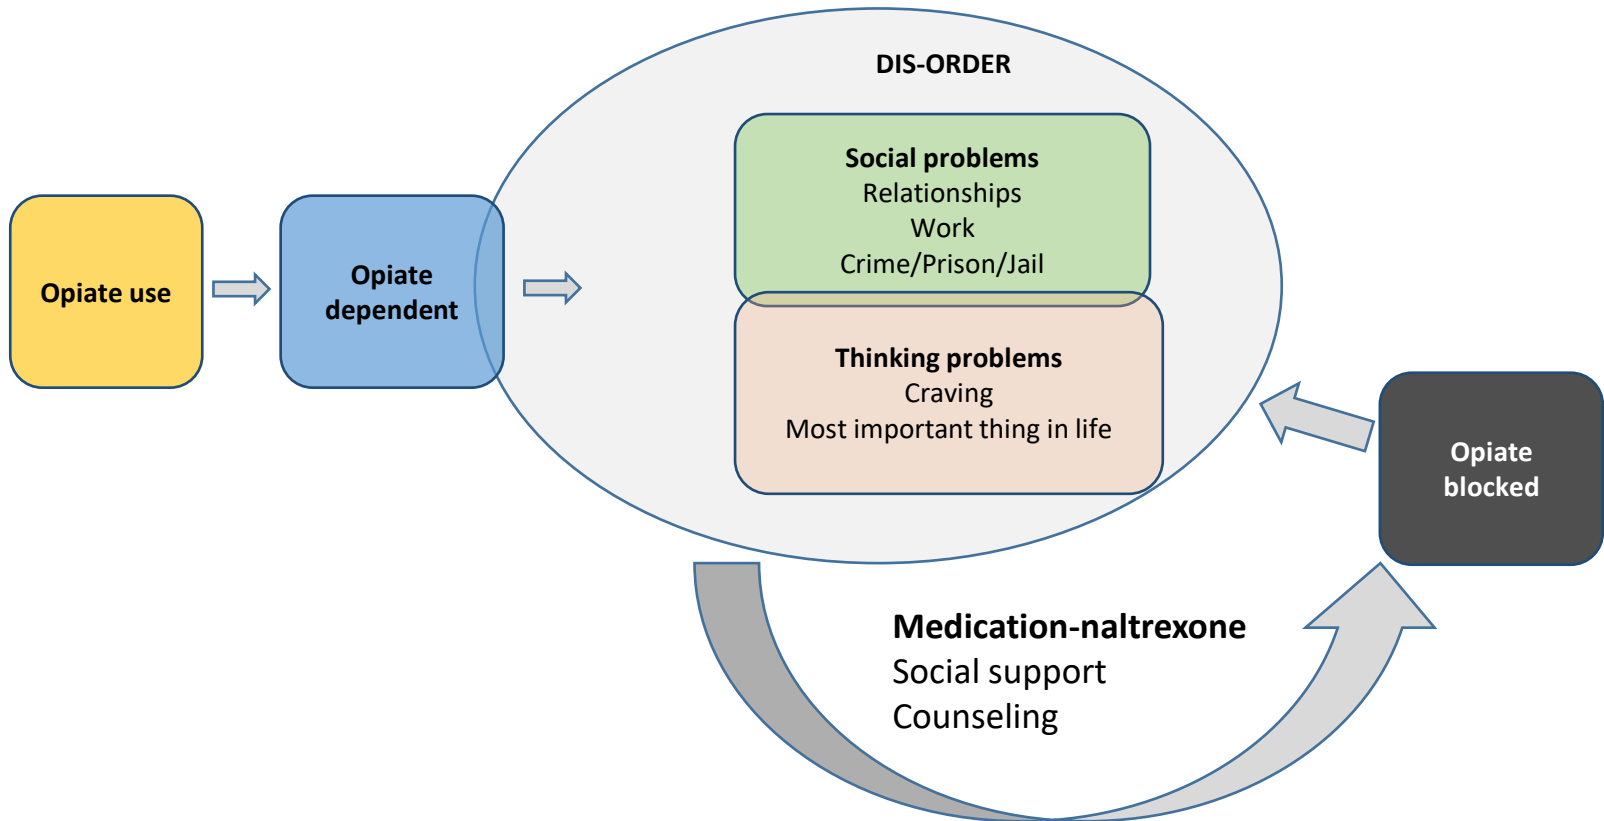 DIS-ORDER
Social problems
Relationships
Work
Crime/Prison/Jail
Opiate use
Opiate
dependent
Thinking problems
Craving
Most important thing in life
Opiate
blocked
Medication-naltrexone
Social support
Counseling